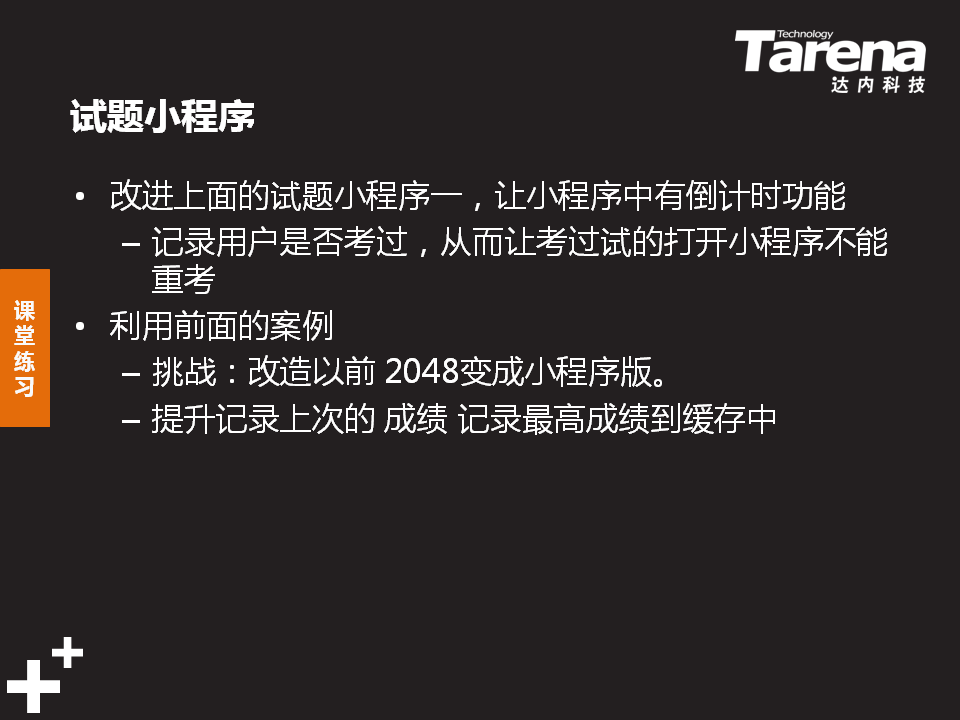 Technology
Tarena
达内科技
试题小程序
• 改进上面的试题小程序一，让小程序中有倒计时功能
– 记录用户是否考过，从而让考过试的打开小程序不能
重考
课堂练习
• 利用前面的案例
– 挑战：改造以前 2048变成小程序版。
– 提升记录上次的 成绩 记录最高成绩到缓存中